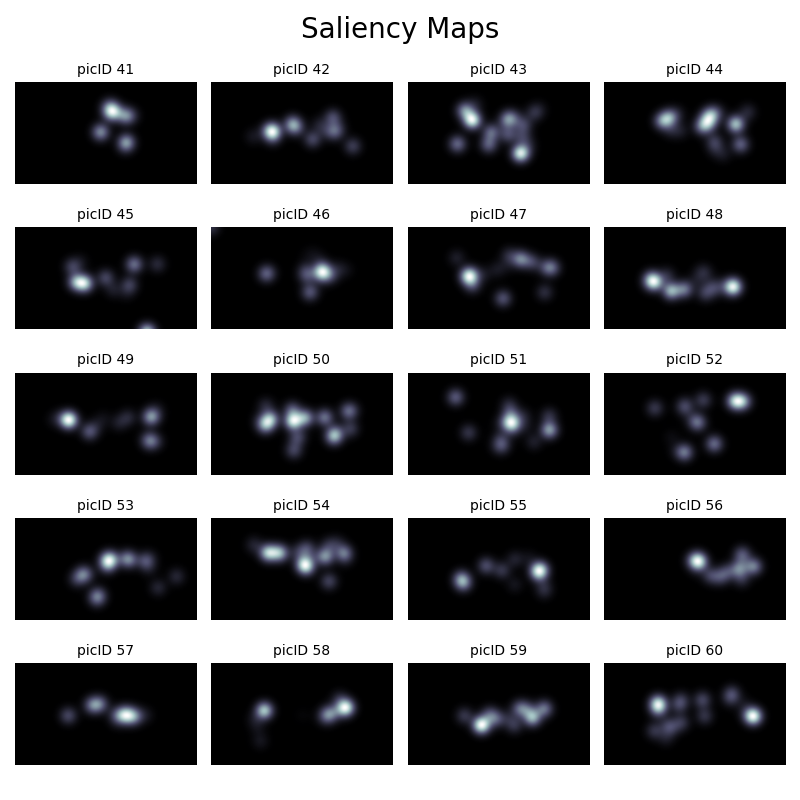 Saliency Maps
picID 41
picID 42
picID 43
picID 44
picID 45
picID 46
picID 47
picID 48
picID 49
picID 50
picID 51
picID 52
picID 53
picID 54
picID 55
picID 56
picID 57
picID 58
picID 59
picID 60